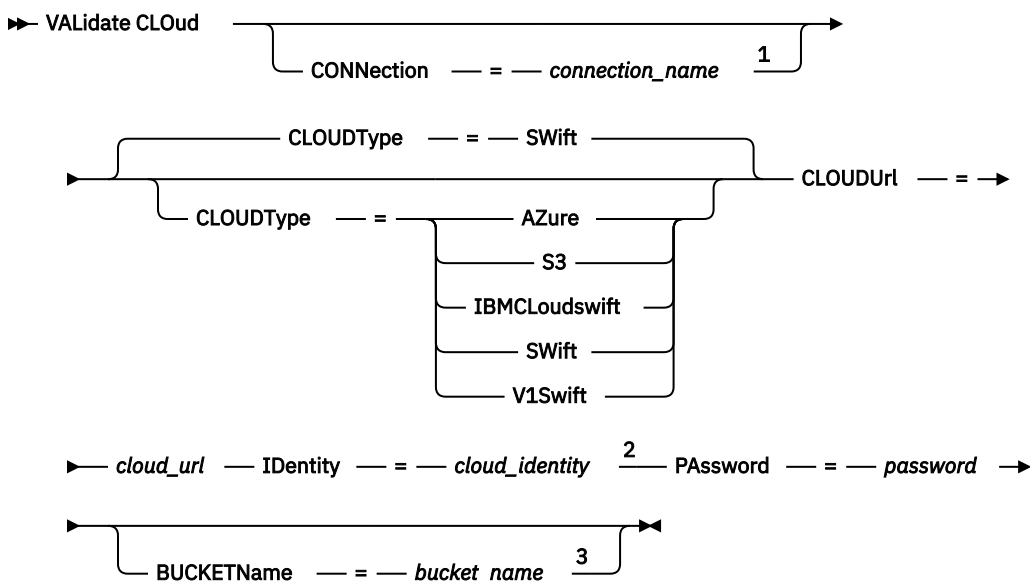 VALidate CLOud
CONNection = connection_name 1
CLOUDType = SWift
CLOUDUrl =
CLOUDType = AZure
S3
IBMCLoudswift
SWift
V1Swift
cloud_url IDentity = cloud_identity 2 PAssword = password
BUCKETName = bucket_name 3